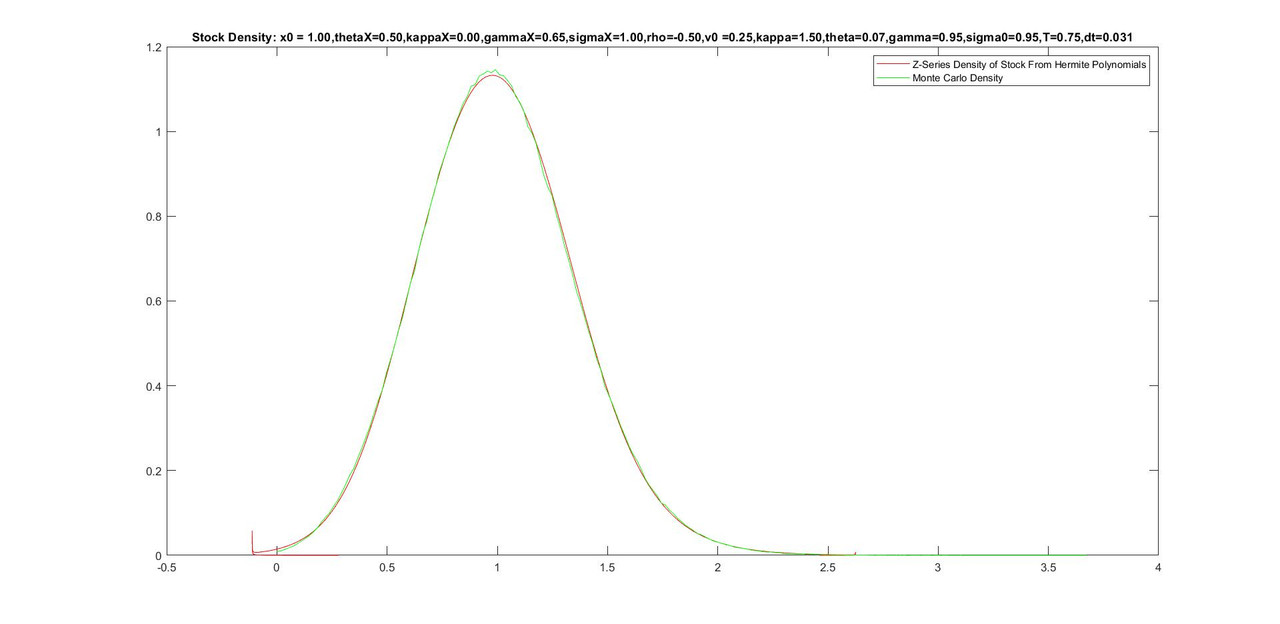 Stock Density: x0 = 1.00,thetaX=0.50,kappaX=0.00,gammaX=0.65,sigmaX=1.00,rho=-0.50,v0 =0.25,kappa=1.50,theta=0.07,gamma=0.95,sigma0=0.95,T=0.75,dt=0.031
Z-Series Density of Stock From Hermite Polynomials
Monte Carlo Density
1.2
1
0.8
0.6
0.4
0.2
0
-0.5 0 0.5 1 1.5 2 2.5 3 3.5 4